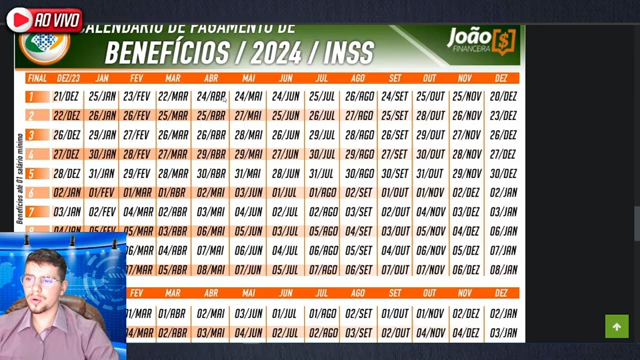 AO VIVO
CALENDÁRIO DE PAGAMENTO DE
BENEFÍCIOS / 2024 / INSS
João
FINANCEIRA
FINAL DEZ/23 JAN FEV MAR ABR MAI JUN JUL AGO SET OUT NOV DEZ
1 21/DEZ 25/JAN 23/FEV 22/MAR 24/ABR 24/MAI 24/JUN 25/JUL 26/AGO 24/SET 25/OUT 25/NOV 20/DEZ
2 22/DEZ 26/JAN 26/FEV 25/MAR 25/ABR 27/MAI 25/JUN 26/JUL 27/AGO 25/SET 28/OUT 26/NOV 23/DEZ
3 26/DEZ 29/JAN 27/FEV 26/MAR 26/ABR 28/MAI 26/JUN 29/JUL 28/AGO 26/SET 29/OUT 27/NOV 26/DEZ
4 27/DEZ 30/JAN 28/FEV 27/MAR 29/ABR 29/MAI 27/JUN 30/JUL 29/AGO 27/SET 30/OUT 28/NOV 27/DEZ
5 28/DEZ 31/JAN 29/FEV 28/MAR 30/ABR 31/MAI 28/JUN 31/JUL 30/AGO 30/SET 31/OUT 29/NOV 30/DEZ
6 02/JAN 01/FEV 01/MAR 01/ABR 02/MAI 03/JUN 01/JUL 01/AGO 02/SET 01/OUT 01/NOV 02/DEZ 02/JAN
7 03/JAN 02/FEV 04/MAR 02/ABR 03/MAI 04/JUN 02/JUL 02/AGO 03/SET 02/OUT 04/NOV 03/DEZ 03/JAN
8 04/JAN 05/FEV 05/MAR 03/ABR 06/MAI 05/JUN 03/JUL 05/AGO 04/SET 03/OUT 05/NOV 04/DEZ 06/JAN
06/MAR 04/ABR 07/MAI 06/JUN 04/JUL 06/AGO 05/SET 04/OUT 06/NOV 05/DEZ 07/JAN
07/MAR 05/ABR 08/MAI 07/JUN 05/JUL 07/AGO 06/SET 07/OUT 07/NOV 06/DEZ 08/JAN
Benefícios até 01 salário mínimo
01/MAR 01/ABR 02/MAI 03/JUN 01/JUL 01/AGO 02/SET 01/OUT 01/NOV 02/DEZ 02/JAN
04/MAR 02/ABR 03/MAI 04/JUN 02/JUL 02/AGO 03/SET 02/OUT 04/NOV 04/DEZ 03/JAN